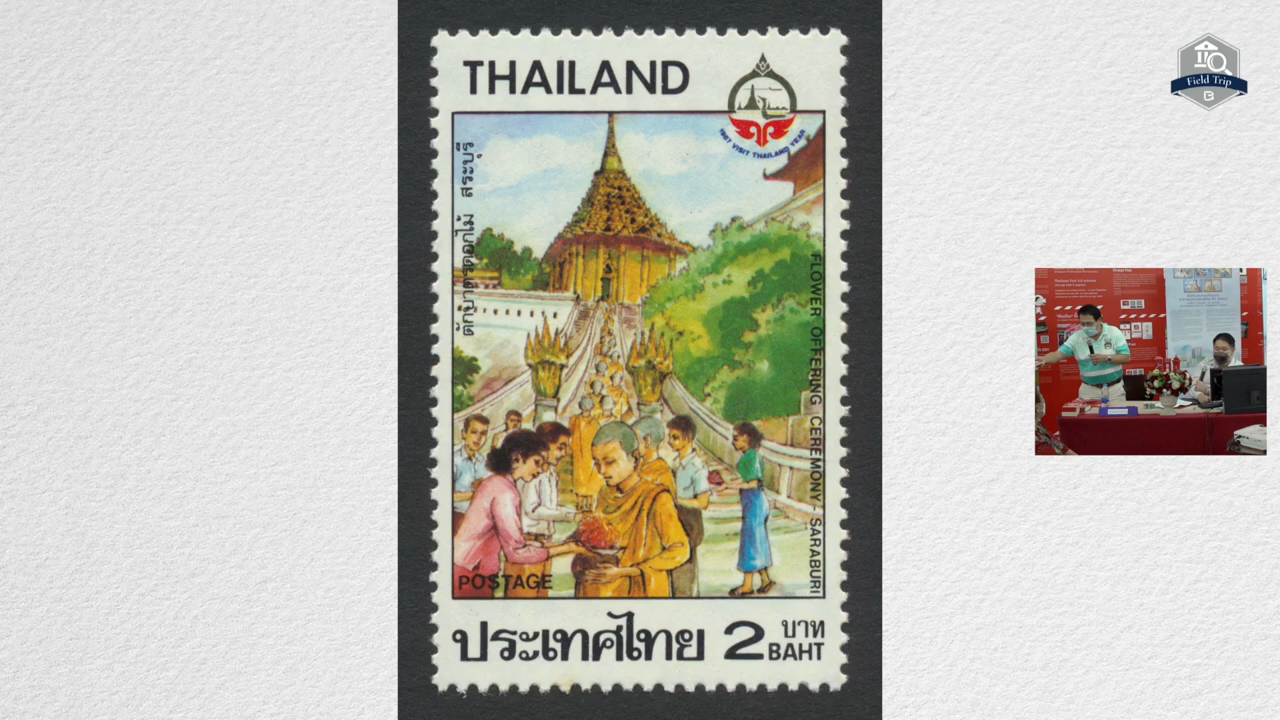 THAILAND
1987 VISIT THAILAND YEAR
ตักบาตรดอกไม้ สระบุรี
FLOWER OFFERING CEREMONY - SARABURI
POSTAGE
ประเทศไทย 2 บาท
BAHT
Field Trip